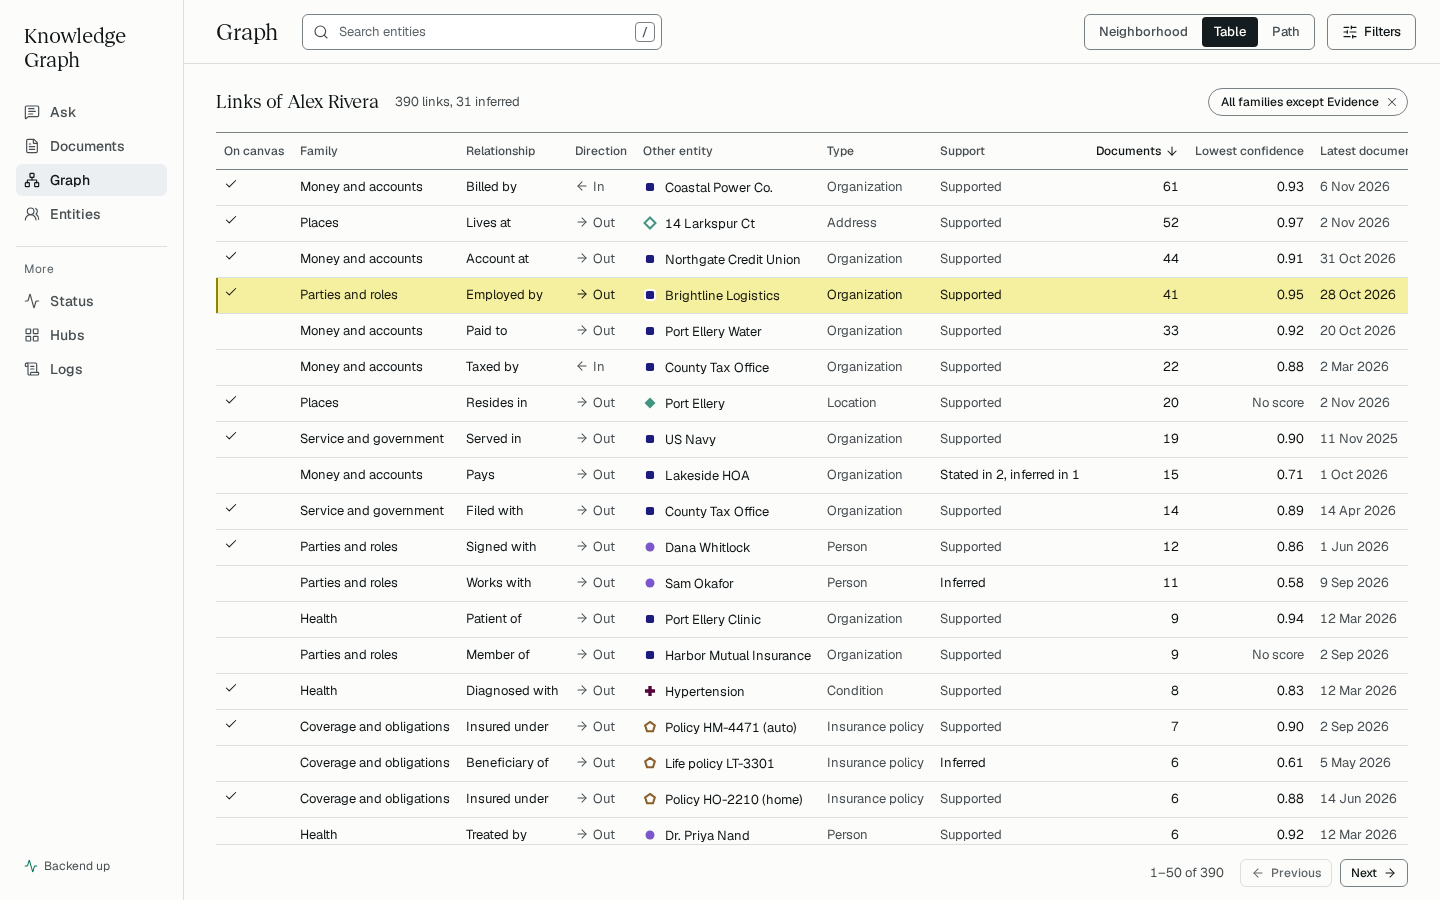 Knowledge
Graph
Ask
Documents
Graph
Entities
More
Status
Hubs
Logs
Backend up
Graph
Search entities /
Neighborhood Table Path Filters
Links of Alex Rivera 390 links, 31 inferred All families except Evidence
On canvas Family Relationship Direction Other entity Type Support Documents Lowest confidence Latest documen
Money and accounts Billed by In Coastal Power Co. Organization Supported 61 0.93 6 Nov 2026
Places Lives at Out 14 Larkspur Ct Address Supported 52 0.97 2 Nov 2026
Money and accounts Account at Out Northgate Credit Union Organization Supported 44 0.91 31 Oct 2026
Parties and roles Employed by Out Brightline Logistics Organization Supported 41 0.95 28 Oct 2026
Money and accounts Paid to Out Port Ellery Water Organization Supported 33 0.92 20 Oct 2026
Money and accounts Taxed by In County Tax Office Organization Supported 22 0.88 2 Mar 2026
Places Resides in Out Port Ellery Location Supported 20 No score 2 Nov 2026
Service and government Served in Out US Navy Organization Supported 19 0.90 11 Nov 2025
Money and accounts Pays Out Lakeside HOA Organization Stated in 2, inferred in 1 15 0.71 1 Oct 2026
Service and government Filed with Out County Tax Office Organization Supported 14 0.89 14 Apr 2026
Parties and roles Signed with Out Dana Whitlock Person Supported 12 0.86 1 Jun 2026
Parties and roles Works with Out Sam Okafor Person Inferred 11 0.58 9 Sep 2026
Health Patient of Out Port Ellery Clinic Organization Supported 9 0.94 12 Mar 2026
Parties and roles Member of Out Harbor Mutual Insurance Organization Supported 9 No score 2 Sep 2026
Health Diagnosed with Out Hypertension Condition Supported 8 0.83 12 Mar 2026
Coverage and obligations Insured under Out Policy HM-4471 (auto) Insurance policy Supported 7 0.90 2 Sep 2026
Coverage and obligations Beneficiary of Out Life policy LT-3301 Insurance policy Inferred 6 0.61 5 May 2026
Coverage and obligations Insured under Out Policy HO-2210 (home) Insurance policy Supported 6 0.88 14 Jun 2026
Health Treated by Out Dr. Priya Nand Person Supported 6 0.92 12 Mar 2026
1–50 of 390 Previous Next